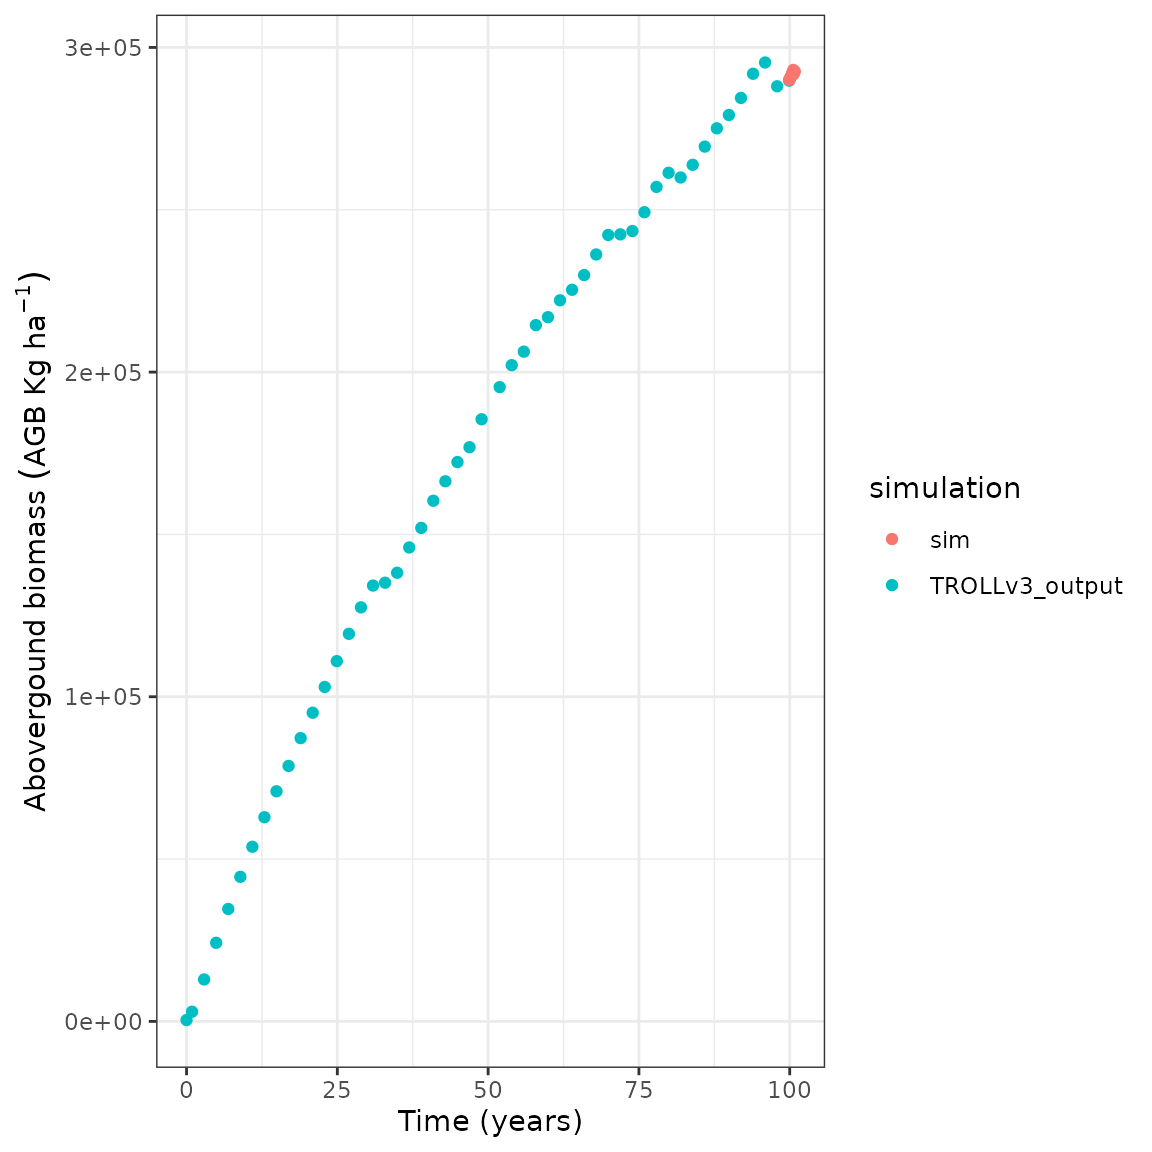 Abovergound biomass (AGB Kg ha⁻¹)
3e+05
2e+05
1e+05
0e+00
0 25 50 75 100
Time (years)
simulation
sim
TROLLv3_output